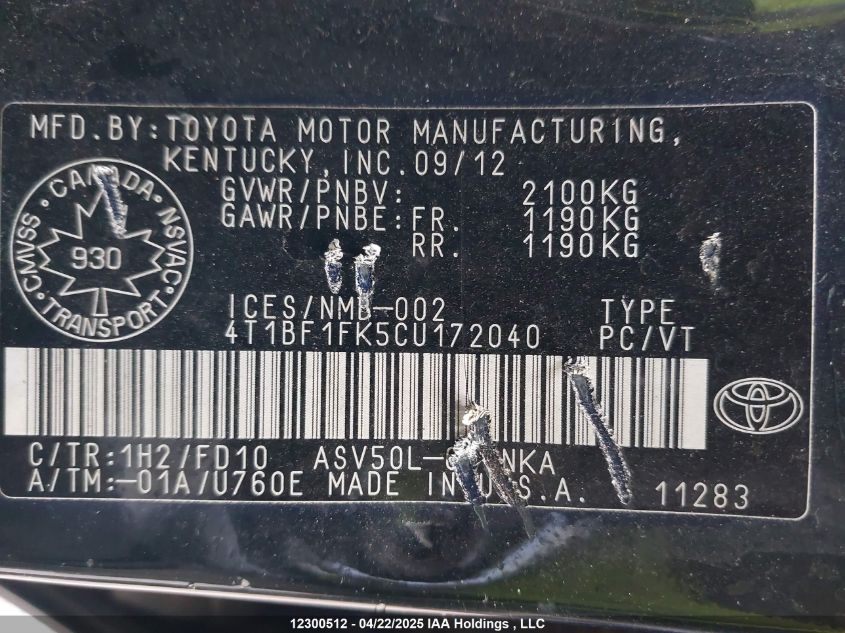 MFD.BY:TOYOTA MOTOR MANUFACTURING,
KENTUCKY, INC. 09/12
GVWR/PNBV: 2100KG
GAWR/PNBE: FR. 1190KG
RR. 1190KG
CANADA
CMVSS NSVAC
930
TRANSPORT
ICES/NMB-002 TYPE
4T1BF1FK5CU172040 PC/VT
C/TR:1H2/FD10
A/TM:-01A/U760E MADE IN U.S.A. 11283
12300512 - 04/22/2025 IAA Holdings , LLC